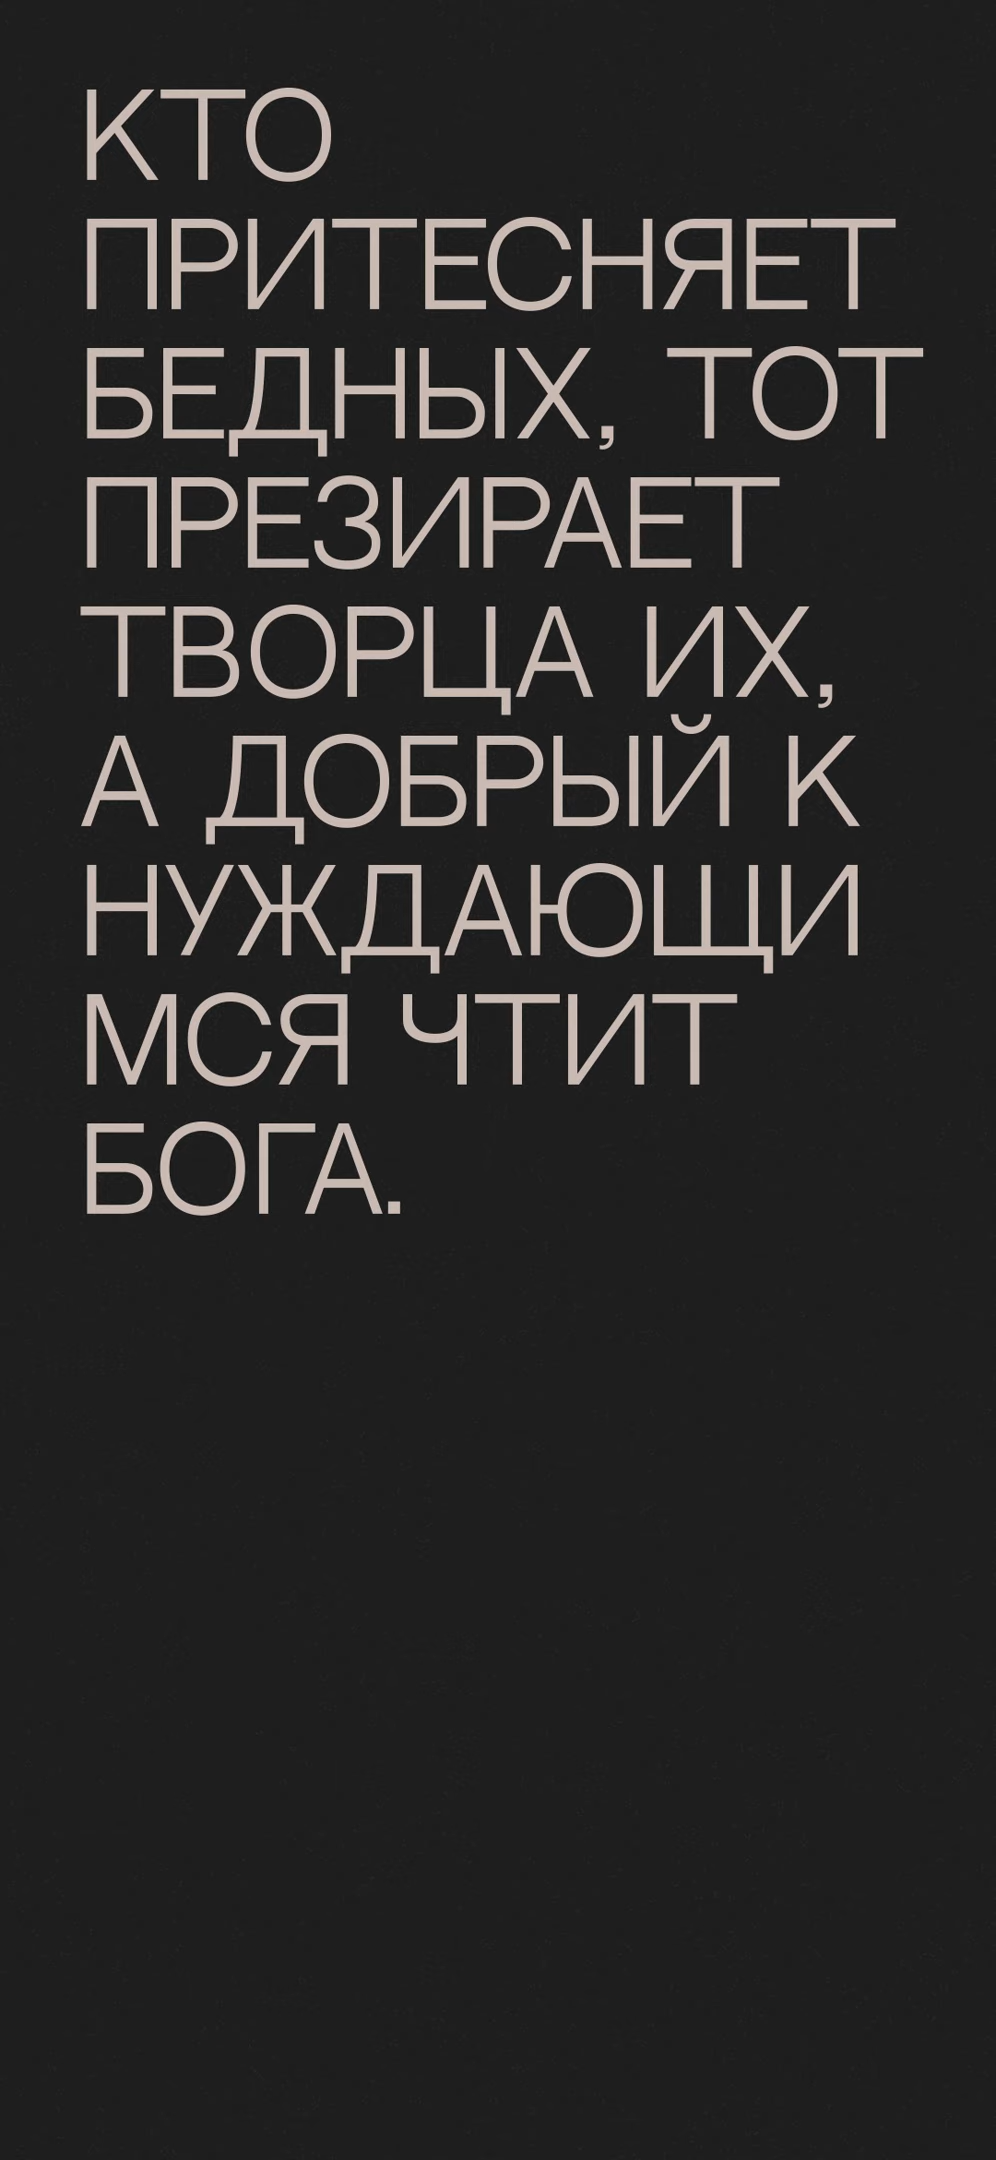 КТО
ПРИТЕСНЯЕТ
БЕДНЫХ, ТОТ
ПРЕЗИРАЕТ
ТВОРЦА ИХ,
А ДОБРЫЙ К
НУЖДАЮЩИ
МСЯ ЧТИТ
БОГА.